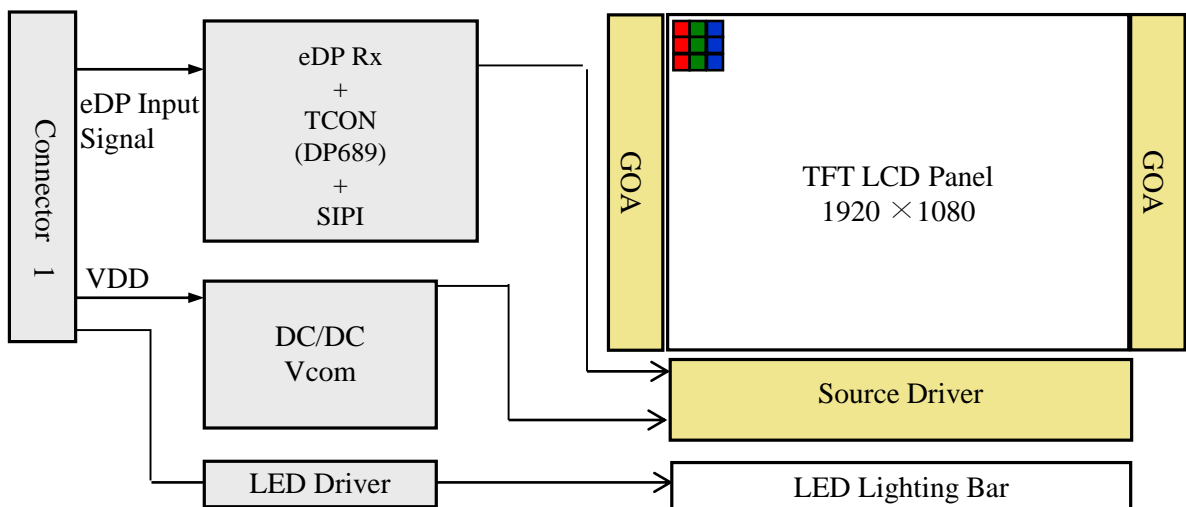 Connector 1
eDP Input
Signal
VDD
eDP Rx
+
TCON
(DP689)
+
SIPI
DC/DC
Vcom
LED Driver
GOA
TFT LCD Panel
1920 ×1080
GOA
Source Driver
LED Lighting Bar